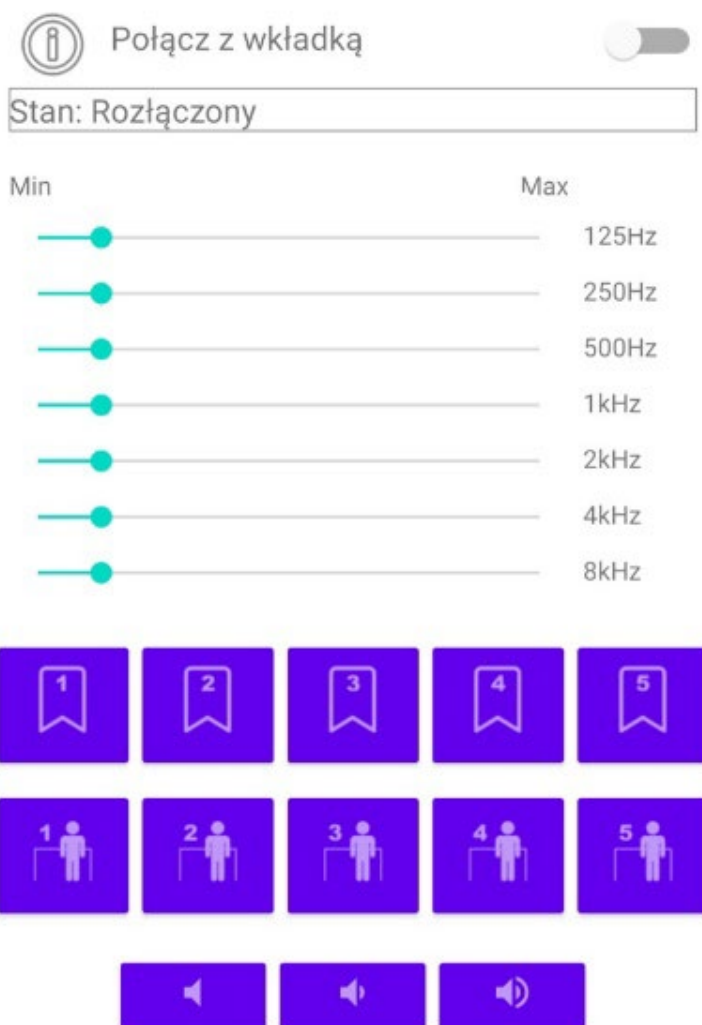 Połącz z wkładką
Stan: Rozłączony
Min Max
125Hz
250Hz
500Hz
1kHz
2kHz
4kHz
8kHz
1 2 3 4 5
1 2 3 4 5